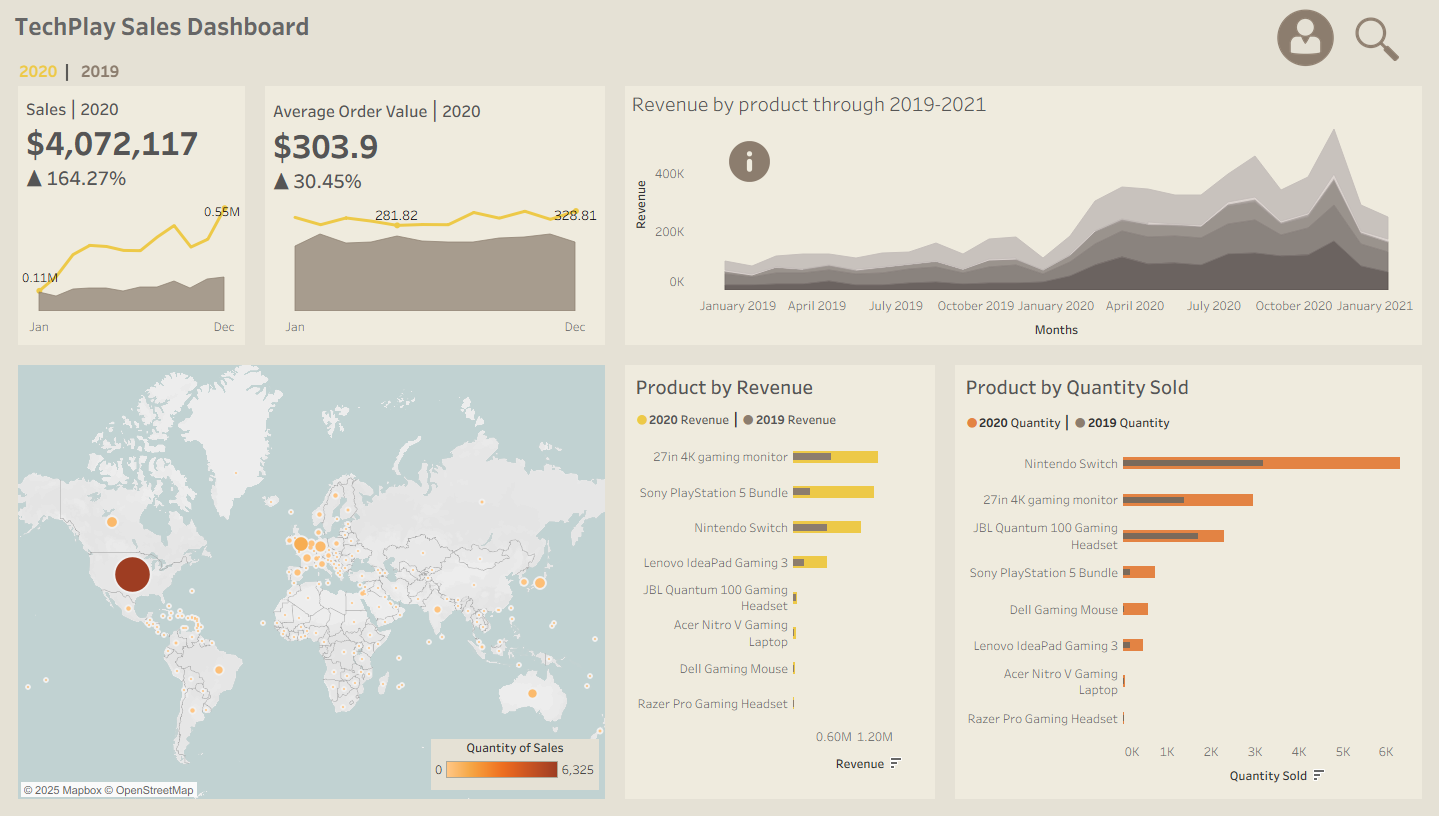 TechPlay Sales Dashboard
2020 | 2019
Sales | 2020
$4,072,117
▲ 164.27%
0.55M
0.11M
Jan Dec
Average Order Value | 2020
$303.9
▲ 30.45%
281.82 328.81
Jan Dec
Revenue by product through 2019-2021
i
Revenue
400K
200K
0K
January 2019 April 2019 July 2019 October 2019 January 2020 April 2020 July 2020 October 2020 January 2021
Months
Quantity of Sales
0 6,325
© 2025 Mapbox © OpenStreetMap
Product by Revenue
2020 Revenue | 2019 Revenue
27in 4K gaming monitor
Sony PlayStation 5 Bundle
Nintendo Switch
Lenovo IdeaPad Gaming 3
JBL Quantum 100 Gaming
Headset
Acer Nitro V Gaming
Laptop
Dell Gaming Mouse
Razer Pro Gaming Headset
0.60M 1.20M
Revenue
Product by Quantity Sold
2020 Quantity | 2019 Quantity
Nintendo Switch
27in 4K gaming monitor
JBL Quantum 100 Gaming
Headset
Sony PlayStation 5 Bundle
Dell Gaming Mouse
Lenovo IdeaPad Gaming 3
Acer Nitro V Gaming
Laptop
Razer Pro Gaming Headset
0K 1K 2K 3K 4K 5K 6K
Quantity Sold